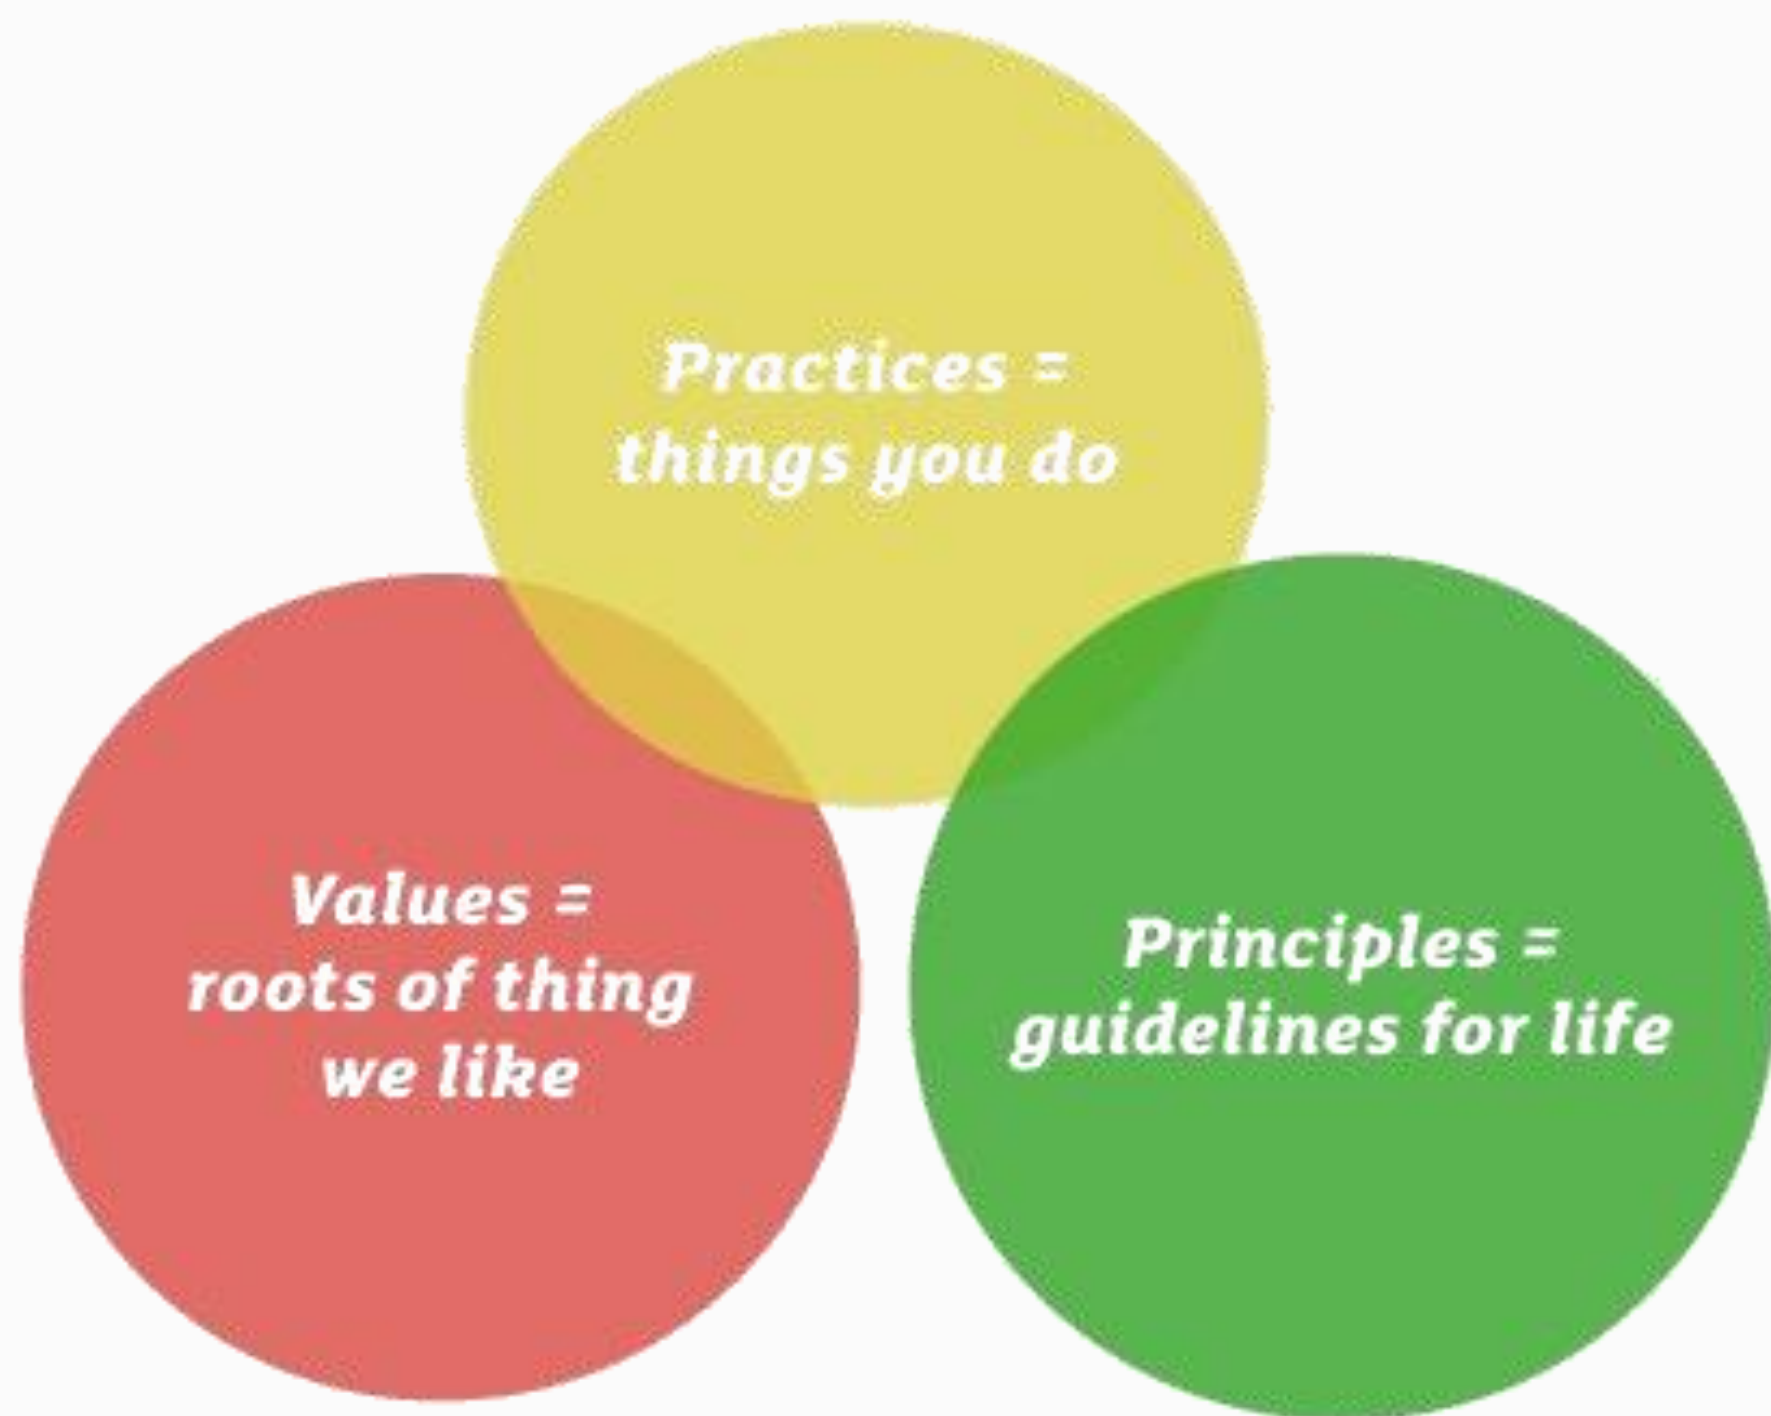 Practices =
things you do
Values =
roots of thing
we like
Principles =
guidelines for life